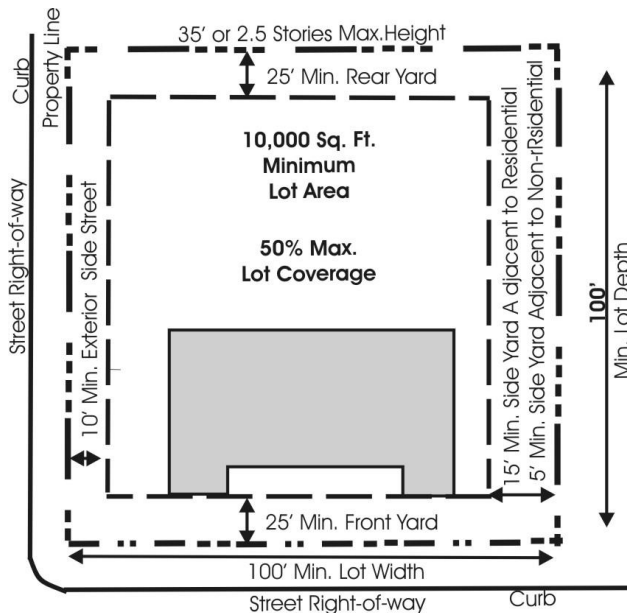 35' or 2.5 Stories Max.Height
25' Min. Rear Yard
Curb
Property Line
Street Right-of-way
10' Min. Exterior Side Street
10,000 Sq. Ft.
Minimum
Lot Area
50% Max.
Lot Coverage
15' Min. Side Yard A djacent to Residential
5' Min. Side Yard Adjacent to Non-rRsidential
100'
Min. Lot Depth
25' Min. Front Yard
100' Min. Lot Width
Street Right-of-way
Curb